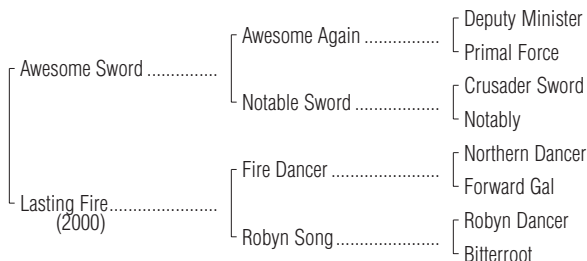 Deputy Minister
Awesome Again ................
Primal Force
Awesome Sword ..............
Crusader Sword
Notable Sword .................
Notably
Northern Dancer
Fire Dancer ......................
Forward Gal
Lasting Fire.......................
(2000)
Robyn Dancer
Robyn Song .....................
Bitterroot